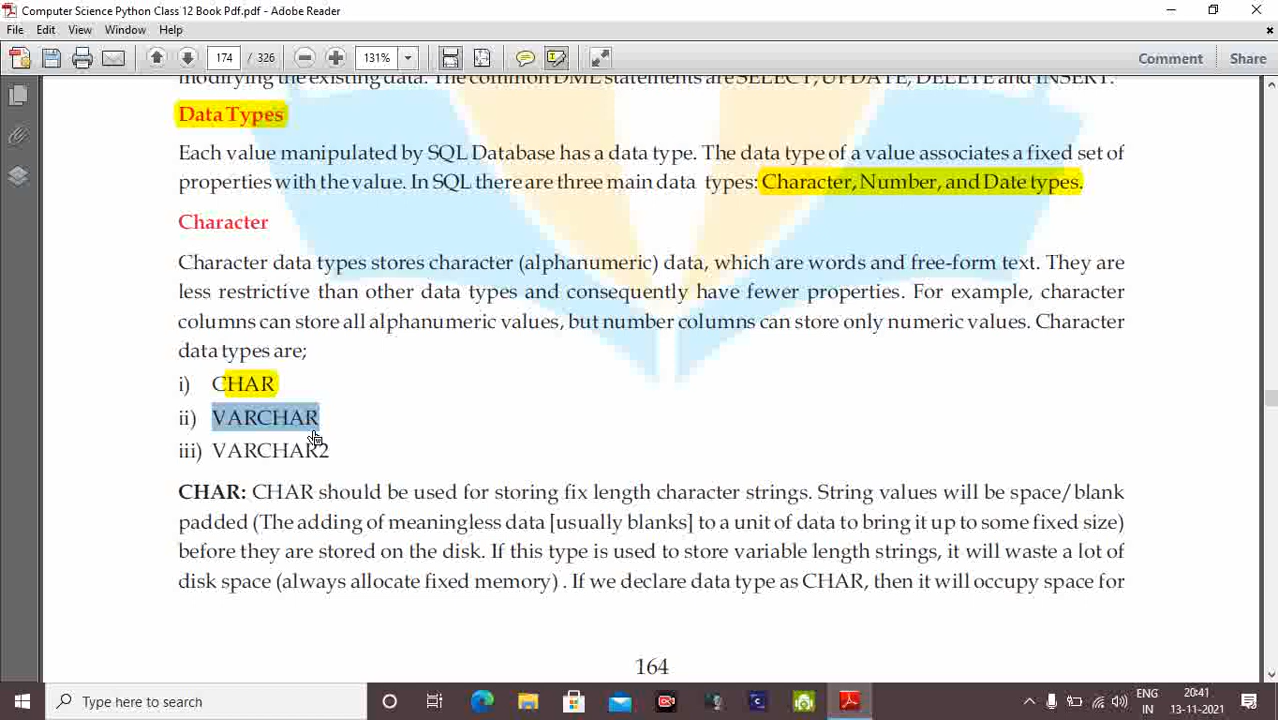 Computer Science Python Class 12 Book Pdf.pdf - Adobe Reader
File Edit View Window Help
174 / 326 131% Comment Share
modifying the existing data. The common DML statements are SELECT, UPDATE, DELETE and INSERT.
Data Types
Each value manipulated by SQL Database has a data type. The data type of a value associates a fixed set of
properties with the value. In SQL there are three main data types: Character, Number, and Date types.
Character
Character data types stores character (alphanumeric) data, which are words and free-form text. They are
less restrictive than other data types and consequently have fewer properties. For example, character
columns can store all alphanumeric values, but number columns can store only numeric values. Character
data types are;
i) CHAR
ii) VARCHAR
iii) VARCHAR2
CHAR: CHAR should be used for storing fix length character strings. String values will be space/blank
padded (The adding of meaningless data [usually blanks] to a unit of data to bring it up to some fixed size)
before they are stored on the disk. If this type is used to store variable length strings, it will waste a lot of
disk space (always allocate fixed memory) . If we declare data type as CHAR, then it will occupy space for
164
Type here to search
ENG 20:41
IN 13-11-2021